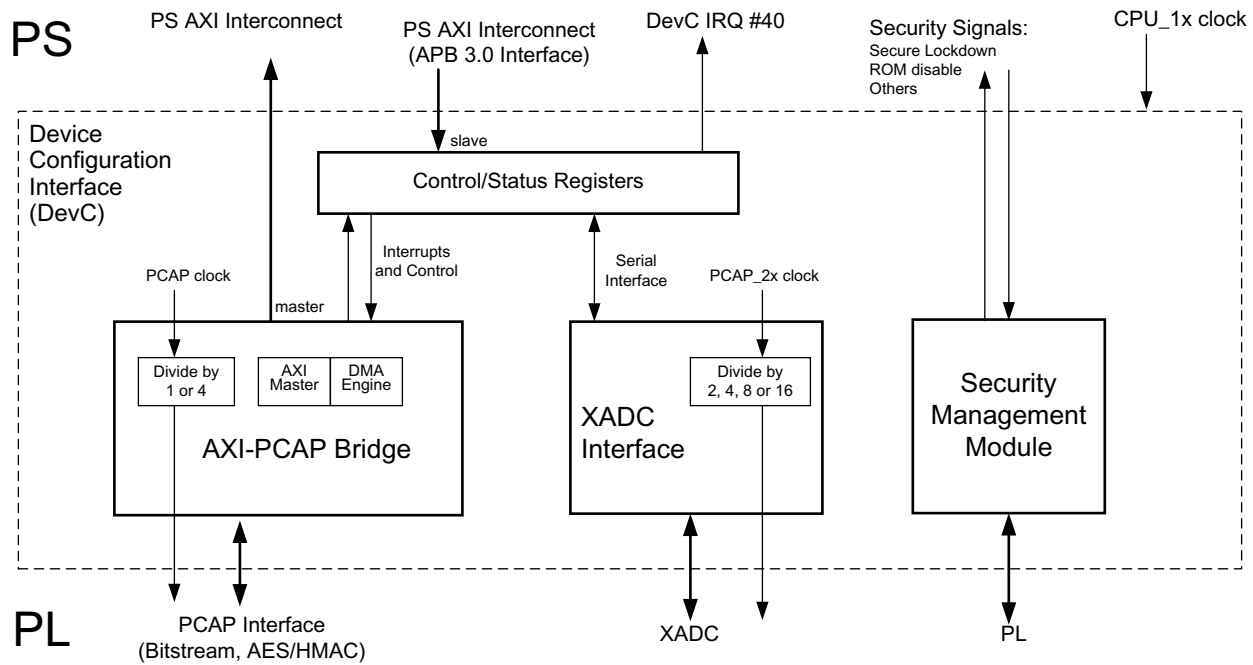 PS
PS AXI Interconnect
PS AXI Interconnect
(APB 3.0 Interface)
DevC IRQ #40
Security Signals:
Secure Lockdown
ROM disable
Others
CPU_1x clock
Device
Configuration
Interface
(DevC)
slave
Control/Status Registers
Interrupts
and Control
Serial
Interface
PCAP clock
PCAP_2x clock
master
Divide by
1 or 4
AXI
Master
DMA
Engine
AXI-PCAP Bridge
Divide by
2, 4, 8 or 16
XADC
Interface
Security
Management
Module
PL
PCAP Interface
(Bitstream, AES/HMAC)
XADC
PL